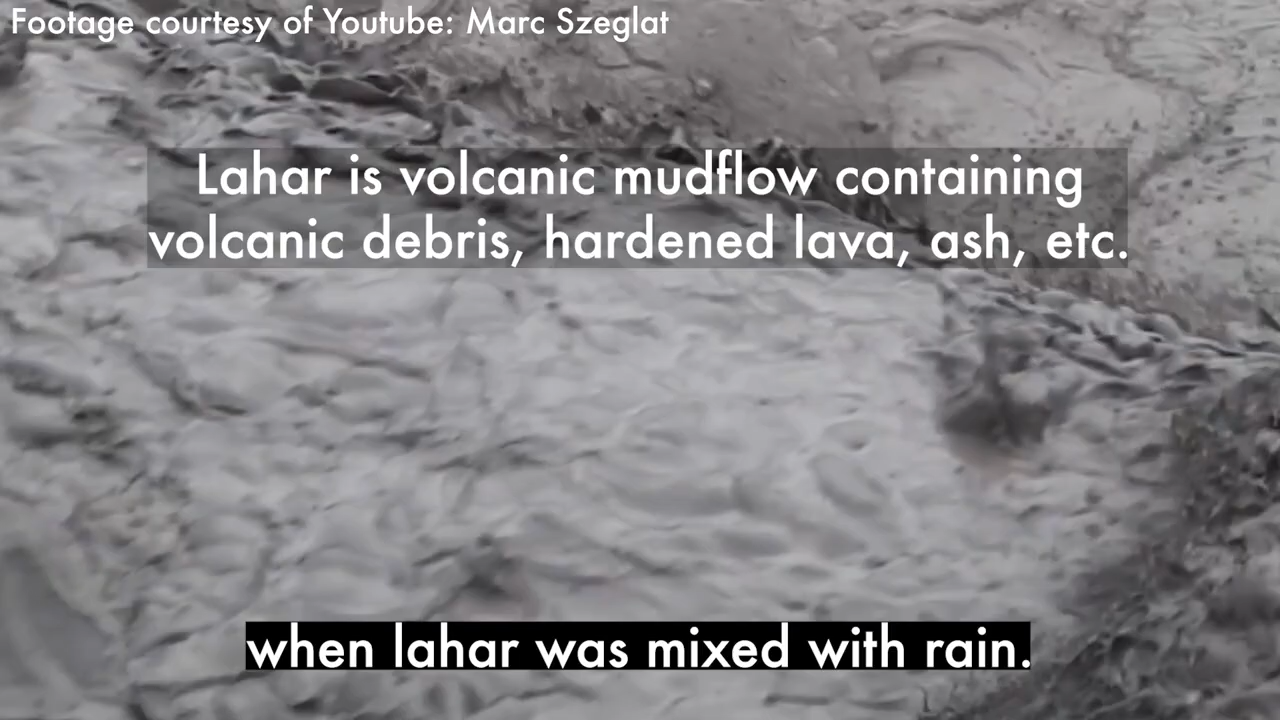 Footage courtesy of Youtube: Marc Szeglat
Lahar is volcanic mudflow containing
volcanic debris, hardened lava, ash, etc.
when lahar was mixed with rain.